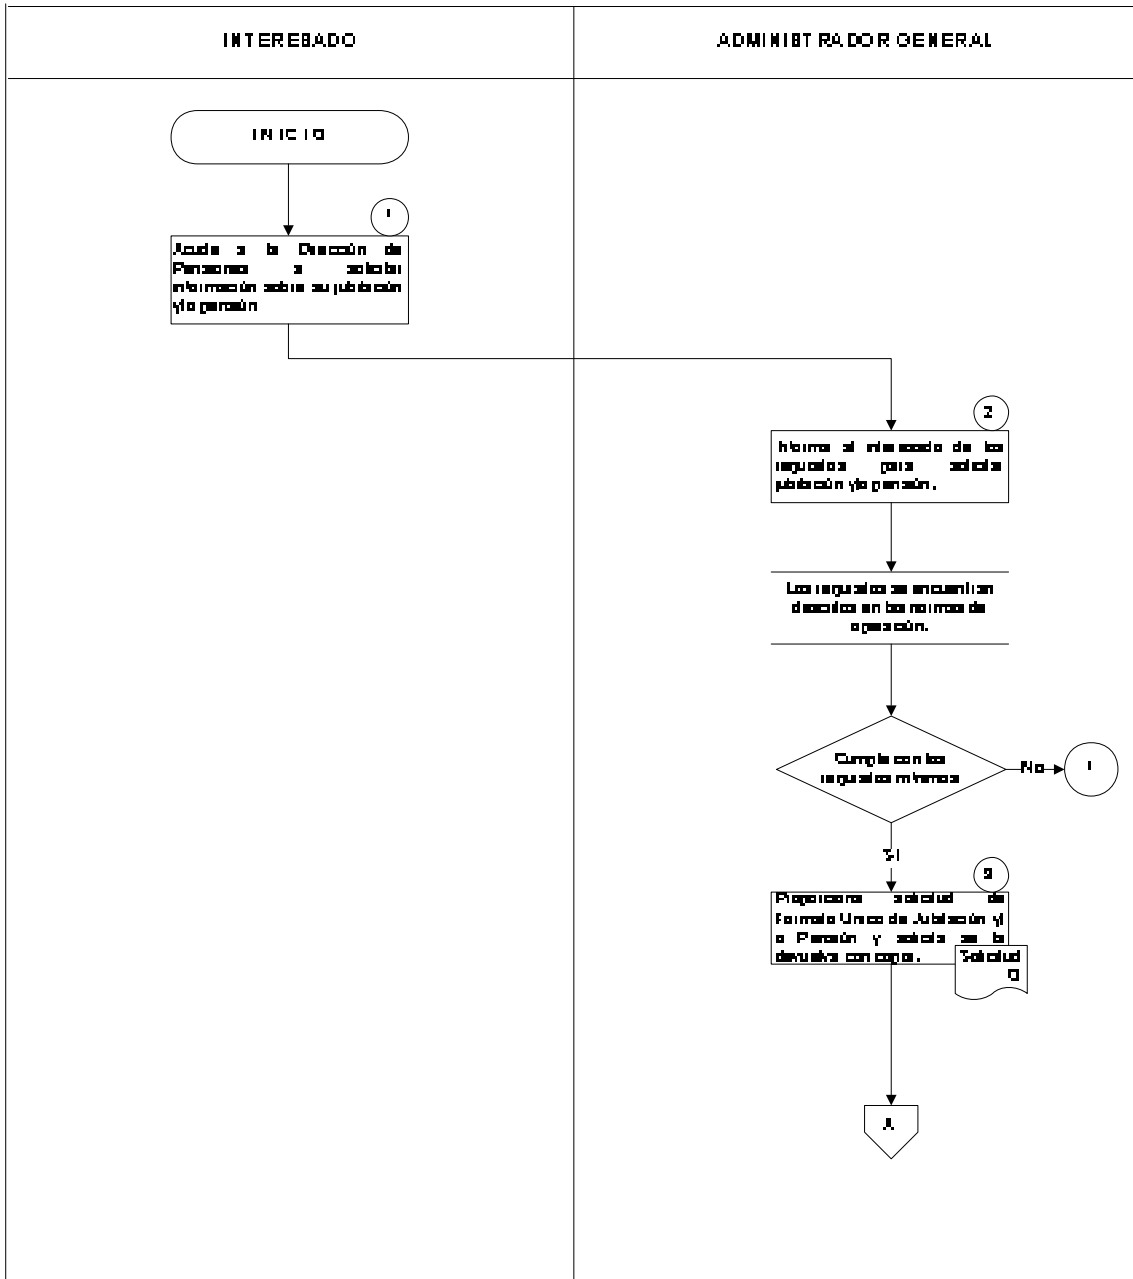 INTERESADO
ADMINISTRADOR GENERAL
INICIO
1
Acude a la Dirección de
Pensiones a solicitar
información sobre su jubilación
y/o pensión
2
Informa al interesado de los
requisitos para solicitar
jubilación y/o pensión.
Los requisitos se encuentran
descritos en las normas de
operación.
Cumple con los
requisitos mínimos
No
1
Si
3
Proporciona solicitud de
Formato Unico de Jubilación y/
o Pensión y solicita se la
devuelva con copia.
Solicitud
O
A